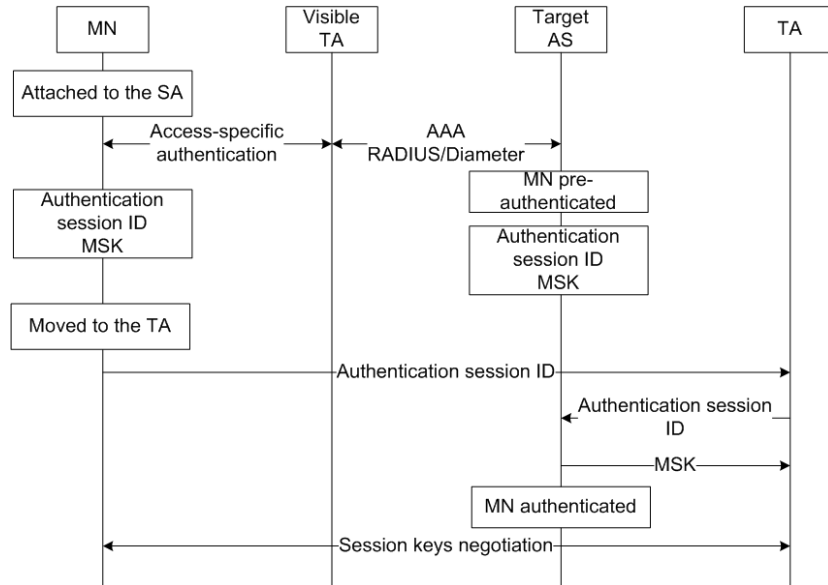 MN
Visible
TA
Target
AS
TA
Attached to the SA
Access-specific
authentication
AAA
RADIUS/Diameter
MN pre-
authenticated
Authentication
session ID
MSK
Authentication
session ID
MSK
Moved to the TA
Authentication session ID
Authentication session
ID
MSK
MN authenticated
Session keys negotiation